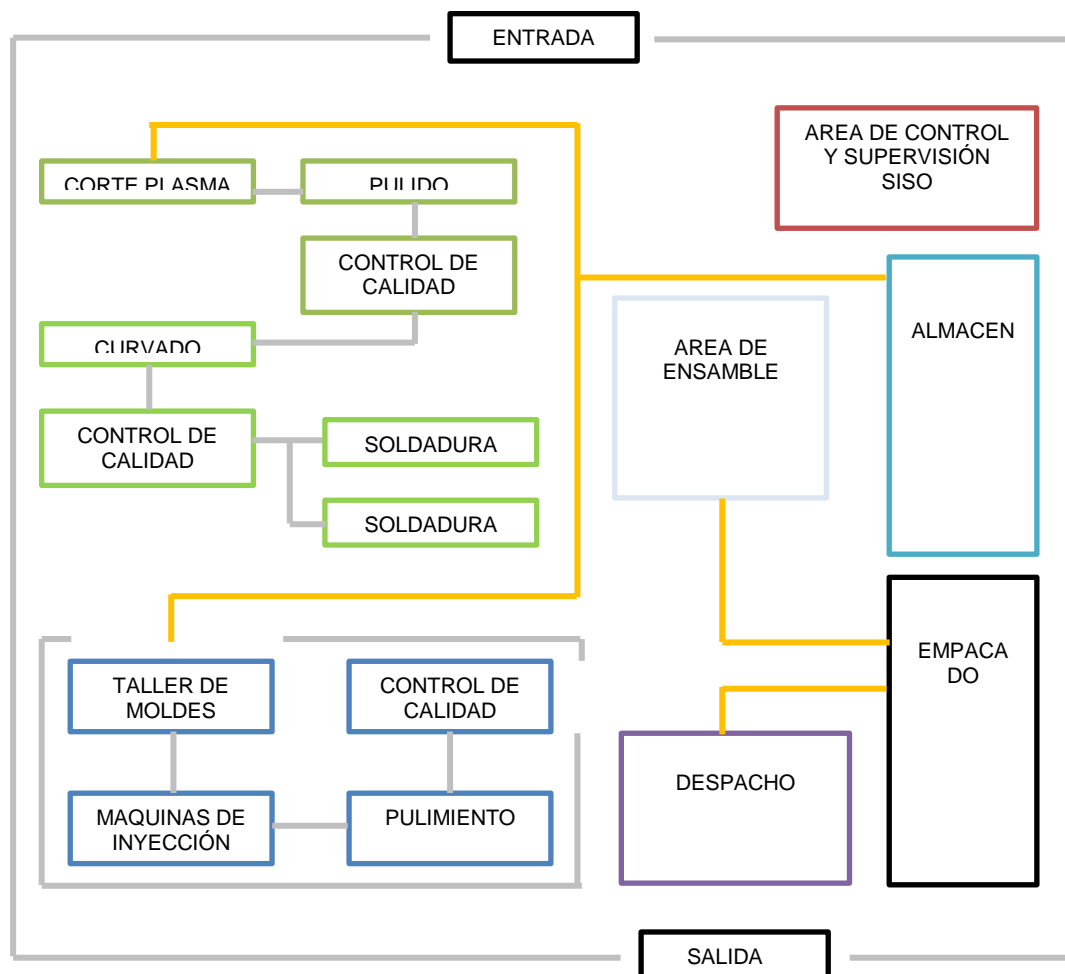 ENTRADA
AREA DE CONTROL
Y SUPERVISIÓN
SISO
CORTE PLASMA
PULIDO
CONTROL DE
CALIDAD
ALMACEN
CURVADO
AREA DE
ENSAMBLE
CONTROL DE
CALIDAD
SOLDADURA
SOLDADURA
TALLER DE
MOLDES
CONTROL DE
CALIDAD
EMPACA
DO
MAQUINAS DE
INYECCIÓN
PULIMIENTO
DESPACHO
SALIDA